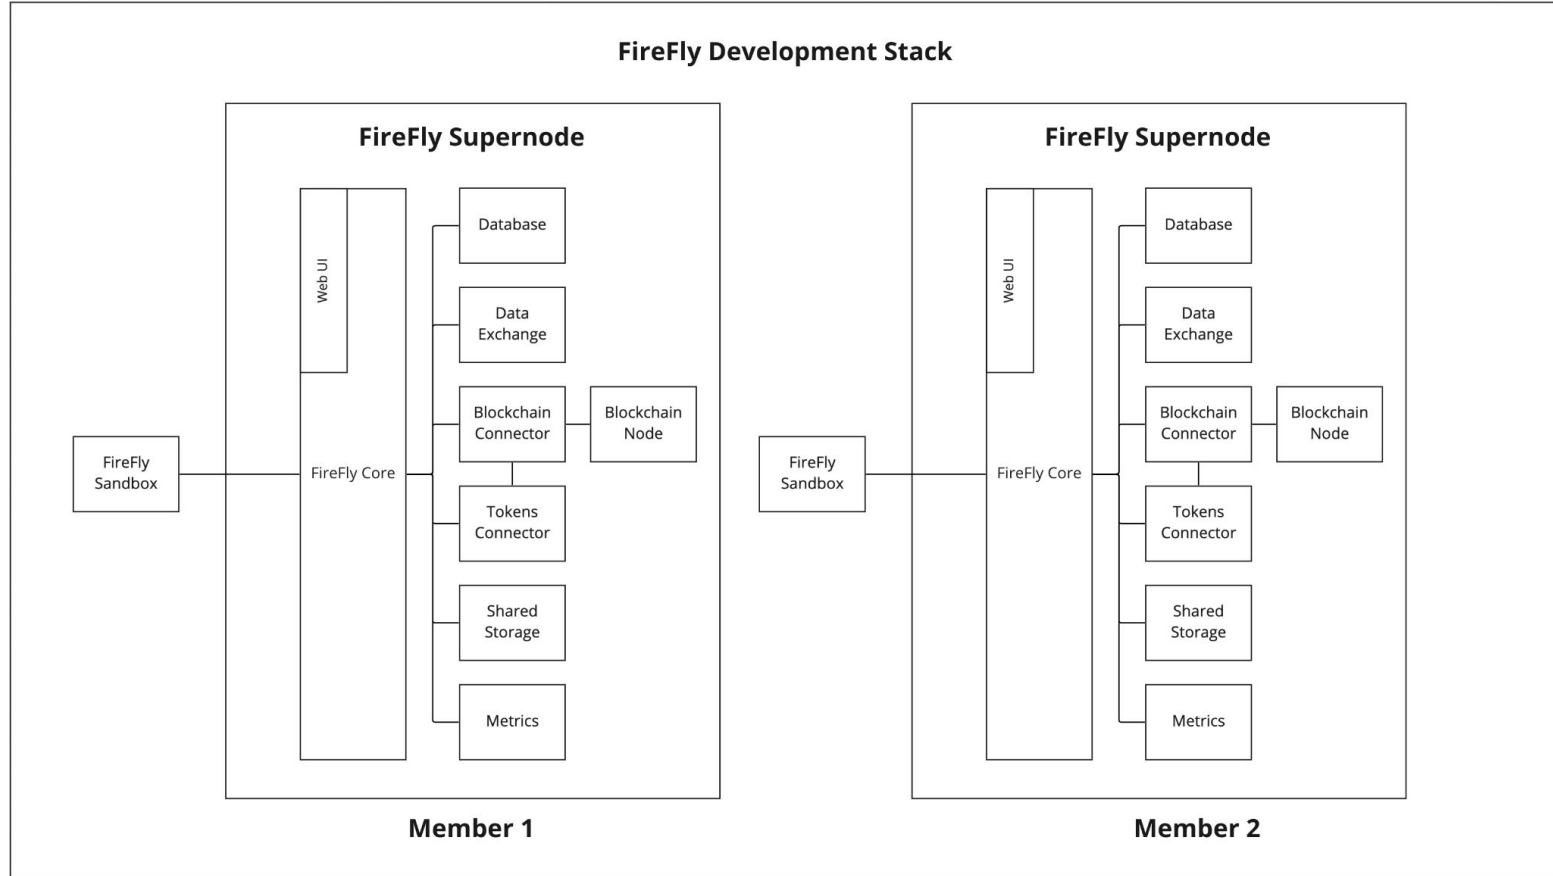 FireFly Development Stack
FireFly Supernode
Web UI
FireFly Core
Database
Data
Exchange
Blockchain
Connector
Blockchain
Node
FireFly
Sandbox
Tokens
Connector
Shared
Storage
Metrics
Member 1
FireFly Supernode
Web UI
FireFly Core
Database
Data
Exchange
Blockchain
Connector
Blockchain
Node
FireFly
Sandbox
Tokens
Connector
Shared
Storage
Metrics
Member 2